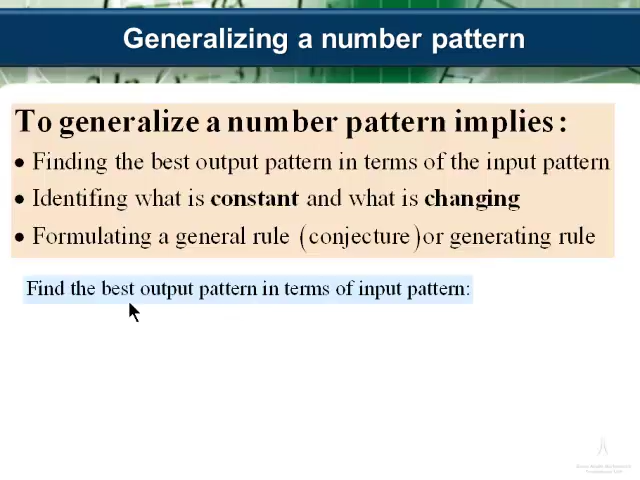 Generalizing a number pattern
To generalize a number pattern implies :
• Finding the best output pattern in terms of the input pattern
• Identifing what is constant and what is changing
• Formulating a general rule (conjecture) or generating rule
Find the best output pattern in terms of input pattern: